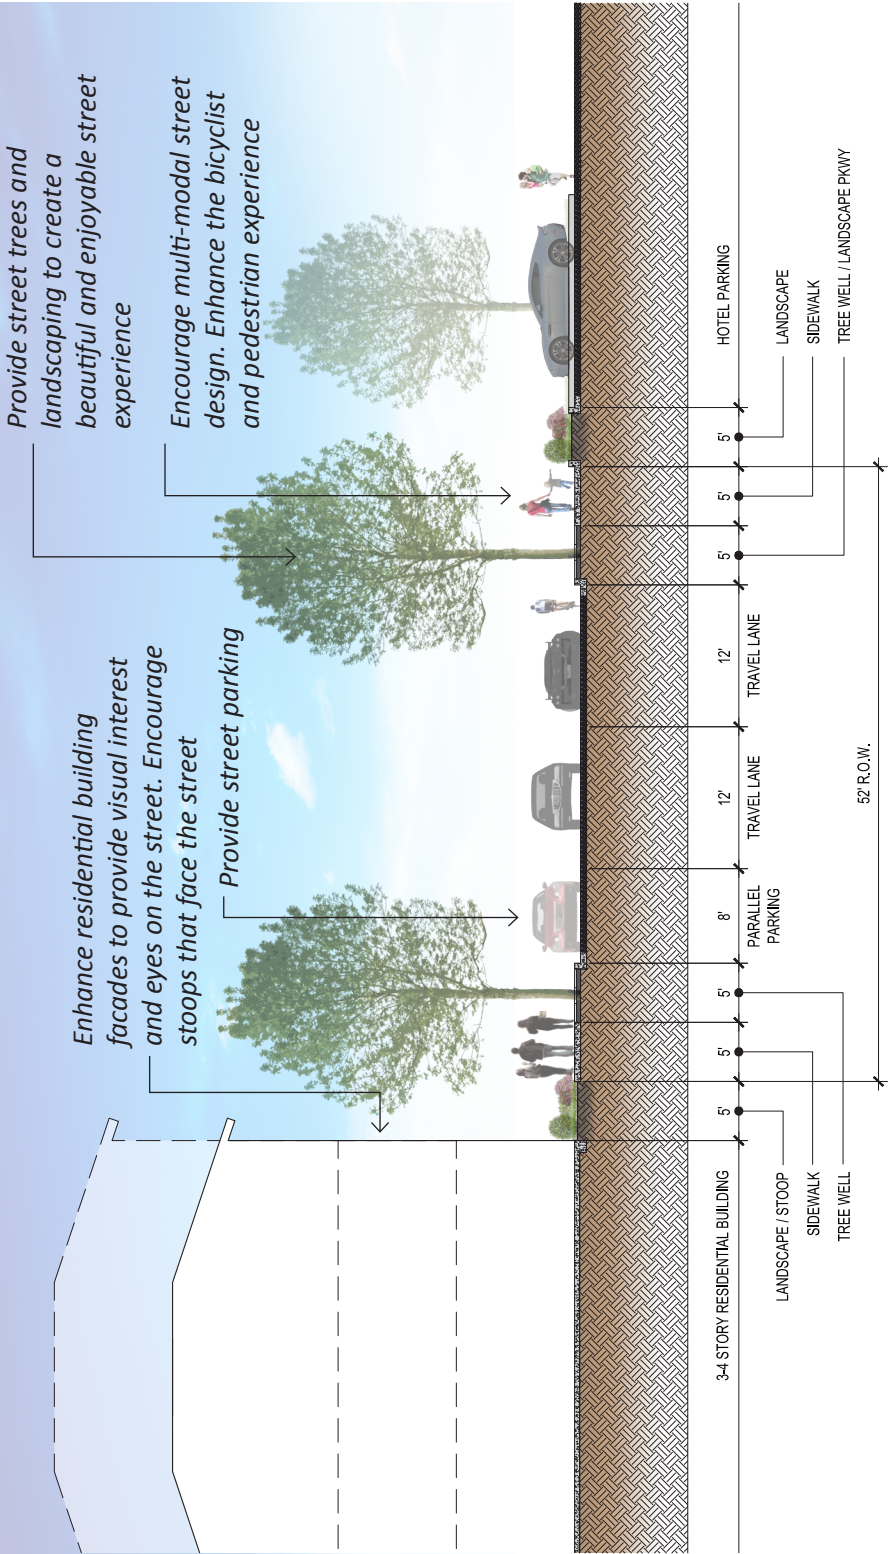 Enhance residential building
facades to provide visual interest
and eyes on the street. Encourage
stoops that face the street
Provide street parking
Provide street trees and
landscaping to create a
beautiful and enjoyable street
experience
Encourage multi-modal street
design. Enhance the bicyclist
and pedestrian experience
3-4 STORY RESIDENTIAL BUILDING
5'
5'
5'
8'
PARALLEL
PARKING
12'
TRAVEL LANE
12'
TRAVEL LANE
5'
5'
5'
HOTEL PARKING
LANDSCAPE / STOOP
SIDEWALK
TREE WELL
LANDSCAPE
SIDEWALK
TREE WELL / LANDSCAPE PKWY
52' R.O.W.